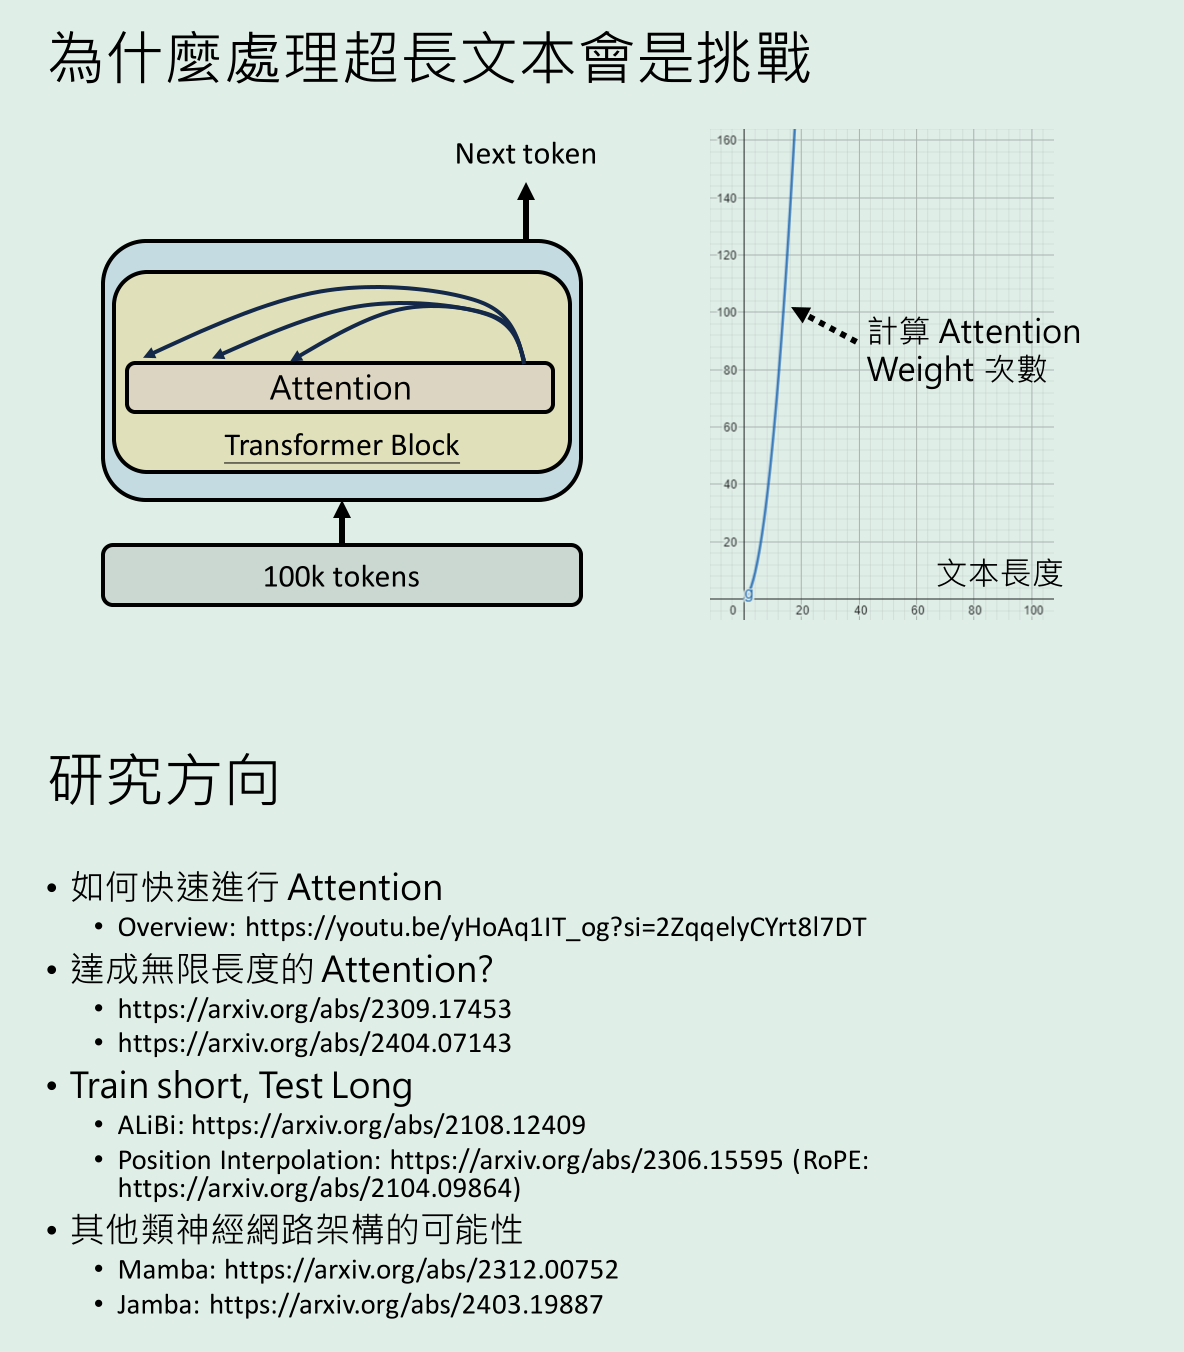 為什麼處理超長文本會是挑戰
Next token
Attention
Transformer Block
100k tokens
160
140
120
100
80
60
40
20
0
g
20
40
60
80
100
計算 Attention
Weight 次數
文本長度
研究方向
• 如何快速進行 Attention
• Overview: https://youtu.be/yHoAq1IT_og?si=2ZqqelyCYrt8l7DT
• 達成無限長度的 Attention?
• https://arxiv.org/abs/2309.17453
• https://arxiv.org/abs/2404.07143
• Train short, Test Long
• ALiBi: https://arxiv.org/abs/2108.12409
• Position Interpolation: https://arxiv.org/abs/2306.15595 (RoPE:
https://arxiv.org/abs/2104.09864)
• 其他類神經網路架構的可能性
• Mamba: https://arxiv.org/abs/2312.00752
• Jamba: https://arxiv.org/abs/2403.19887